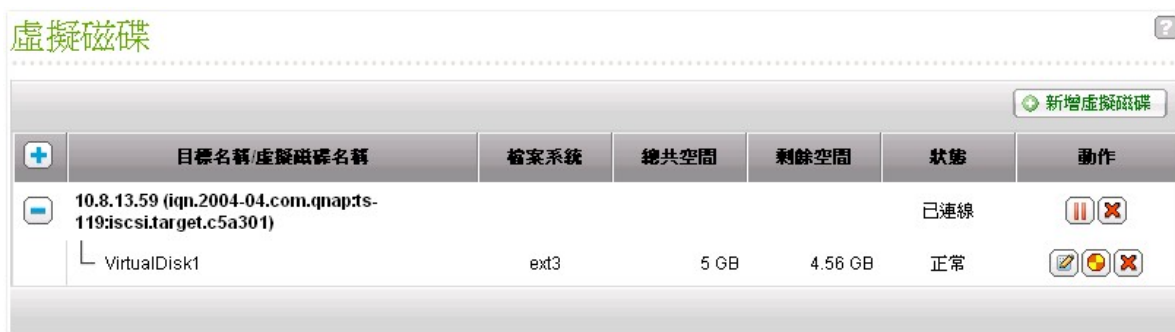 虛擬磁碟
新增虛擬磁碟
目標名稱/虛擬磁碟名稱 檔案系統 總共空間 剩餘空間 狀態 動作
10.8.13.59 (iqn.2004-04.com.qnap:ts-
119:iscsi.target.c5a301) 已連線
VirtualDisk1 ext3 5 GB 4.56 GB 正常